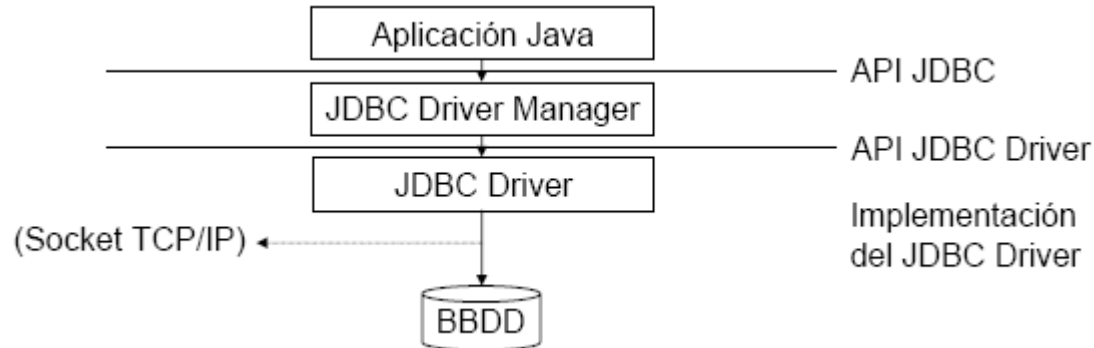 Aplicación Java
API JDBC
JDBC Driver Manager
API JDBC Driver
JDBC Driver
Implementación
del JDBC Driver
(Socket TCP/IP)
BBDD